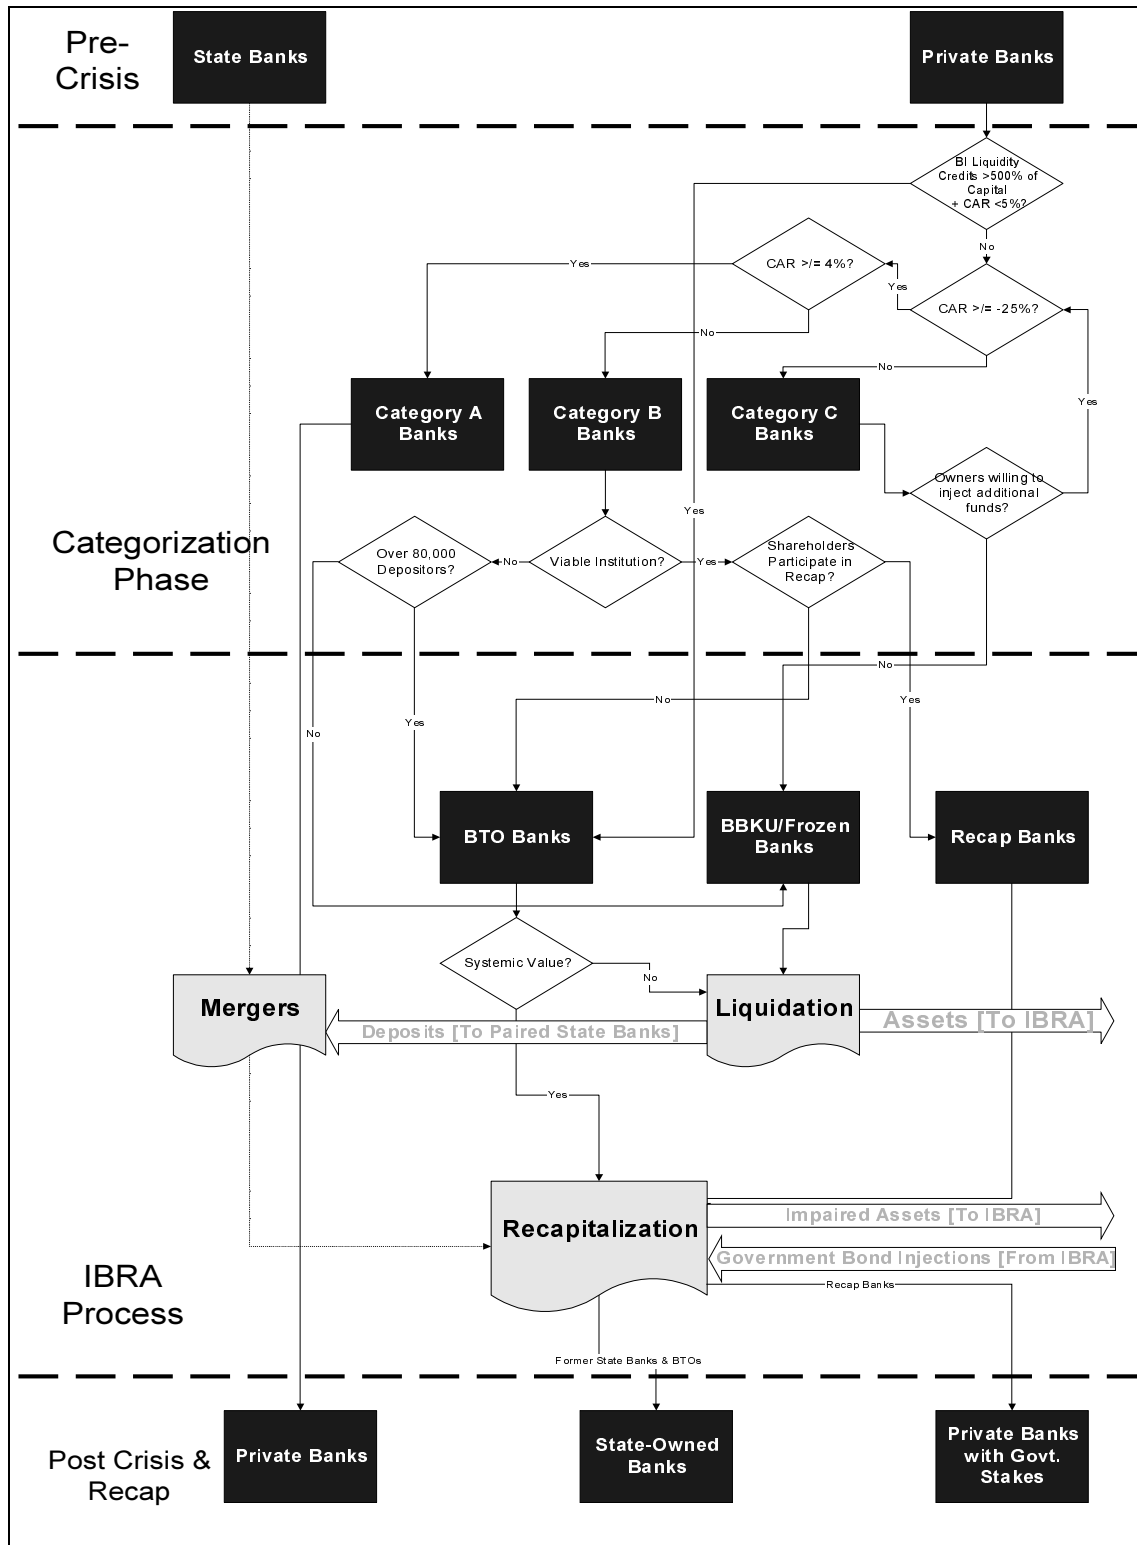 Pre-
Crisis
State Banks
Private Banks
BI Liquidity
Credits >500% of
Capital
+ CAR <5%?
No
CAR >/= 4%?
Yes
Yes
CAR >/= -25%?
No
No
Category A
Banks
Category B
Banks
Category C
Banks
Yes
Owners willing to
inject additional
funds?
Yes
Categorization
Phase
Over 80,000
Depositors?
No
Viable Institution?
Yes
Shareholders
Participate in
Recap?
No
No
Yes
Yes
No
BTO Banks
BBKU/Frozen
Banks
Recap Banks
Systemic Value?
No
Mergers
Liquidation
Deposits [To Paired State Banks]
Assets [To IBRA]
Yes
Recapitalization
Impaired Assets [To IBRA]
Government Bond Injections [From IBRA]
Recap Banks
IBRA
Process
Former State Banks & BTOs
Post Crisis &
Recap
Private Banks
State-Owned
Banks
Private Banks
with Govt.
Stakes